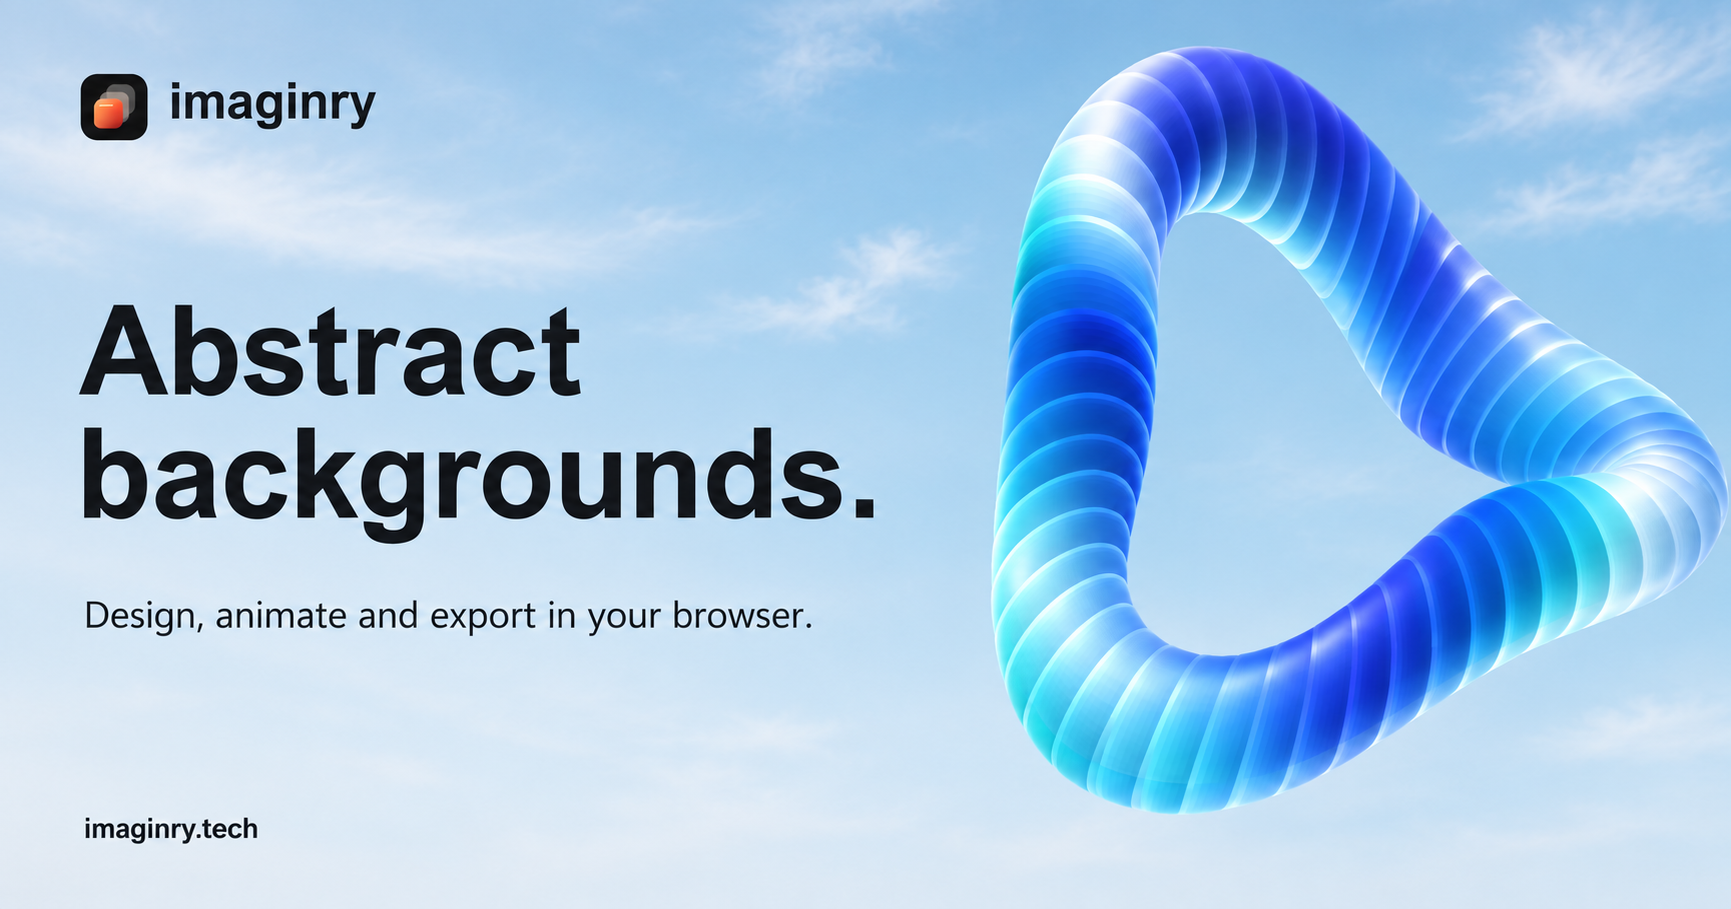 imaginry
Abstract
backgrounds.
Design, animate and export in your browser.
imaginry.tech